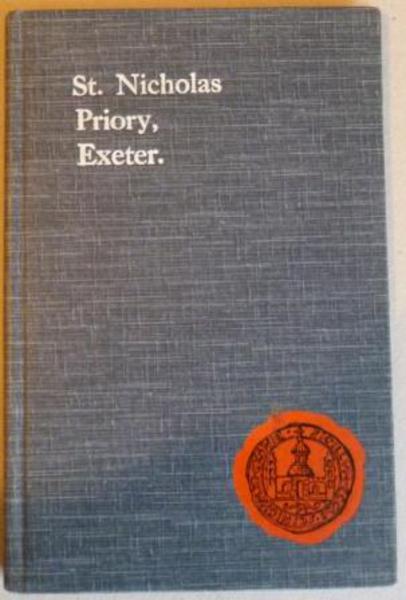 St. Nicholas
Priory,
Exeter.